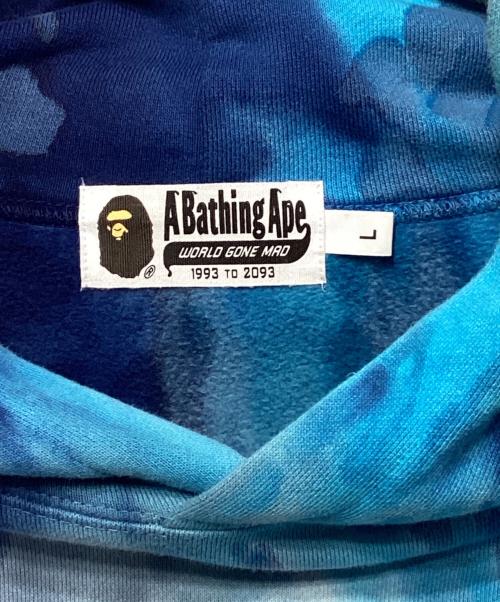 A Bathing Ape
®
WORLD GONE MAD
1993 TO 2093
L